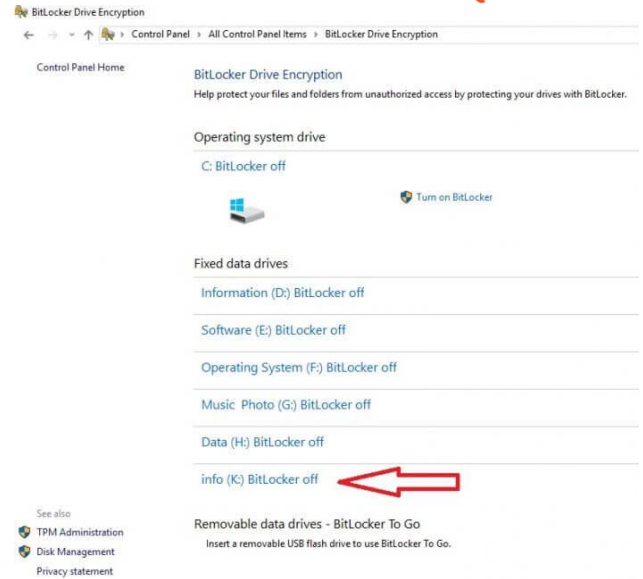 BitLocker Drive Encryption
Control Panel > All Control Panel Items > BitLocker Drive Encryption
Control Panel Home
BitLocker Drive Encryption
Help protect your files and folders from unauthorized access by protecting your drives with BitLocker.
Operating system drive
C: BitLocker off
Turn on BitLocker
Fixed data drives
Information (D:) BitLocker off
Software (E:) BitLocker off
Operating System (F:) BitLocker off
Music Photo (G:) BitLocker off
Data (H:) BitLocker off
info (K:) BitLocker off
See also
TPM Administration
Disk Management
Privacy statement
Removable data drives - BitLocker To Go
Insert a removable USB flash drive to use BitLocker To Go.